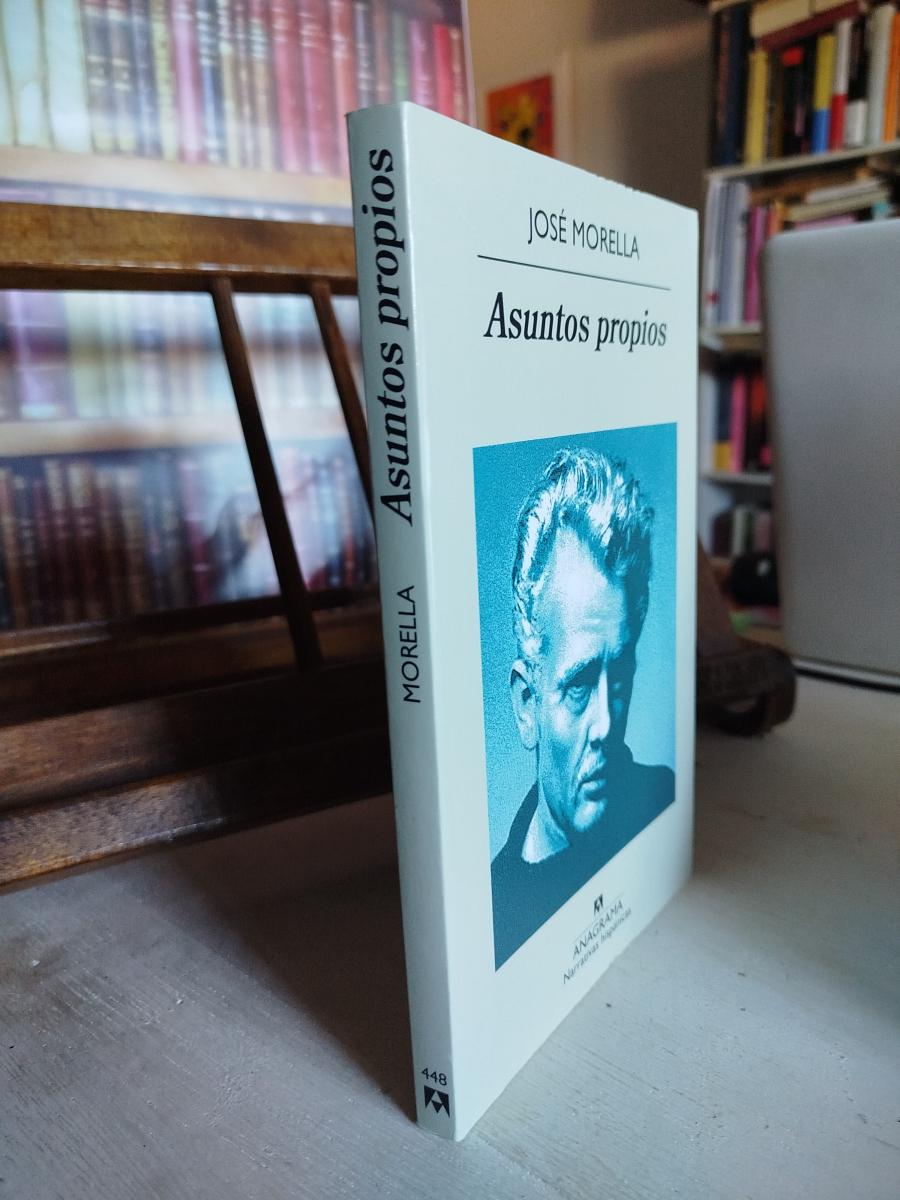 Asuntos propios
MORELLA
448
JOSÉ MORELLA
Asuntos propios
ANAGRAMA
Narrativas hispánicas